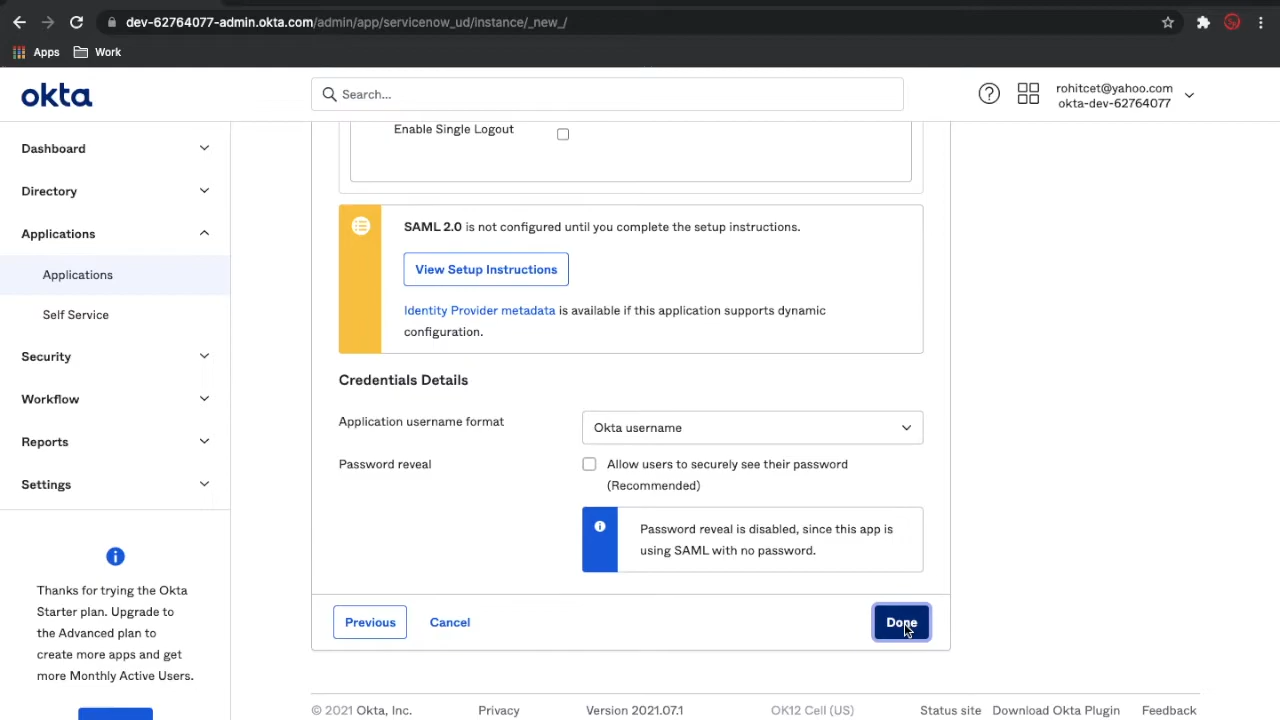 dev-62764077-admin.okta.com/admin/app/servicenow_ud/instance/_new_/
Apps
Work
okta
Search...
rohitcet@yahoo.com
okta-dev-62764077
Dashboard
Directory
Applications
Applications
Self Service
Security
Workflow
Reports
Settings
Thanks for trying the Okta
Starter plan. Upgrade to
the Advanced plan to
create more apps and get
more Monthly Active Users.
Enable Single Logout
SAML 2.0 is not configured until you complete the setup instructions.
View Setup Instructions
Identity Provider metadata is available if this application supports dynamic
configuration.
Credentials Details
Application username format
Okta username
Password reveal
Allow users to securely see their password
(Recommended)
Password reveal is disabled, since this app is
using SAML with no password.
Previous
Cancel
Done
© 2021 Okta, Inc.
Privacy
Version 2021.07.1
OK12 Cell (US)
Status site
Download Okta Plugin
Feedback